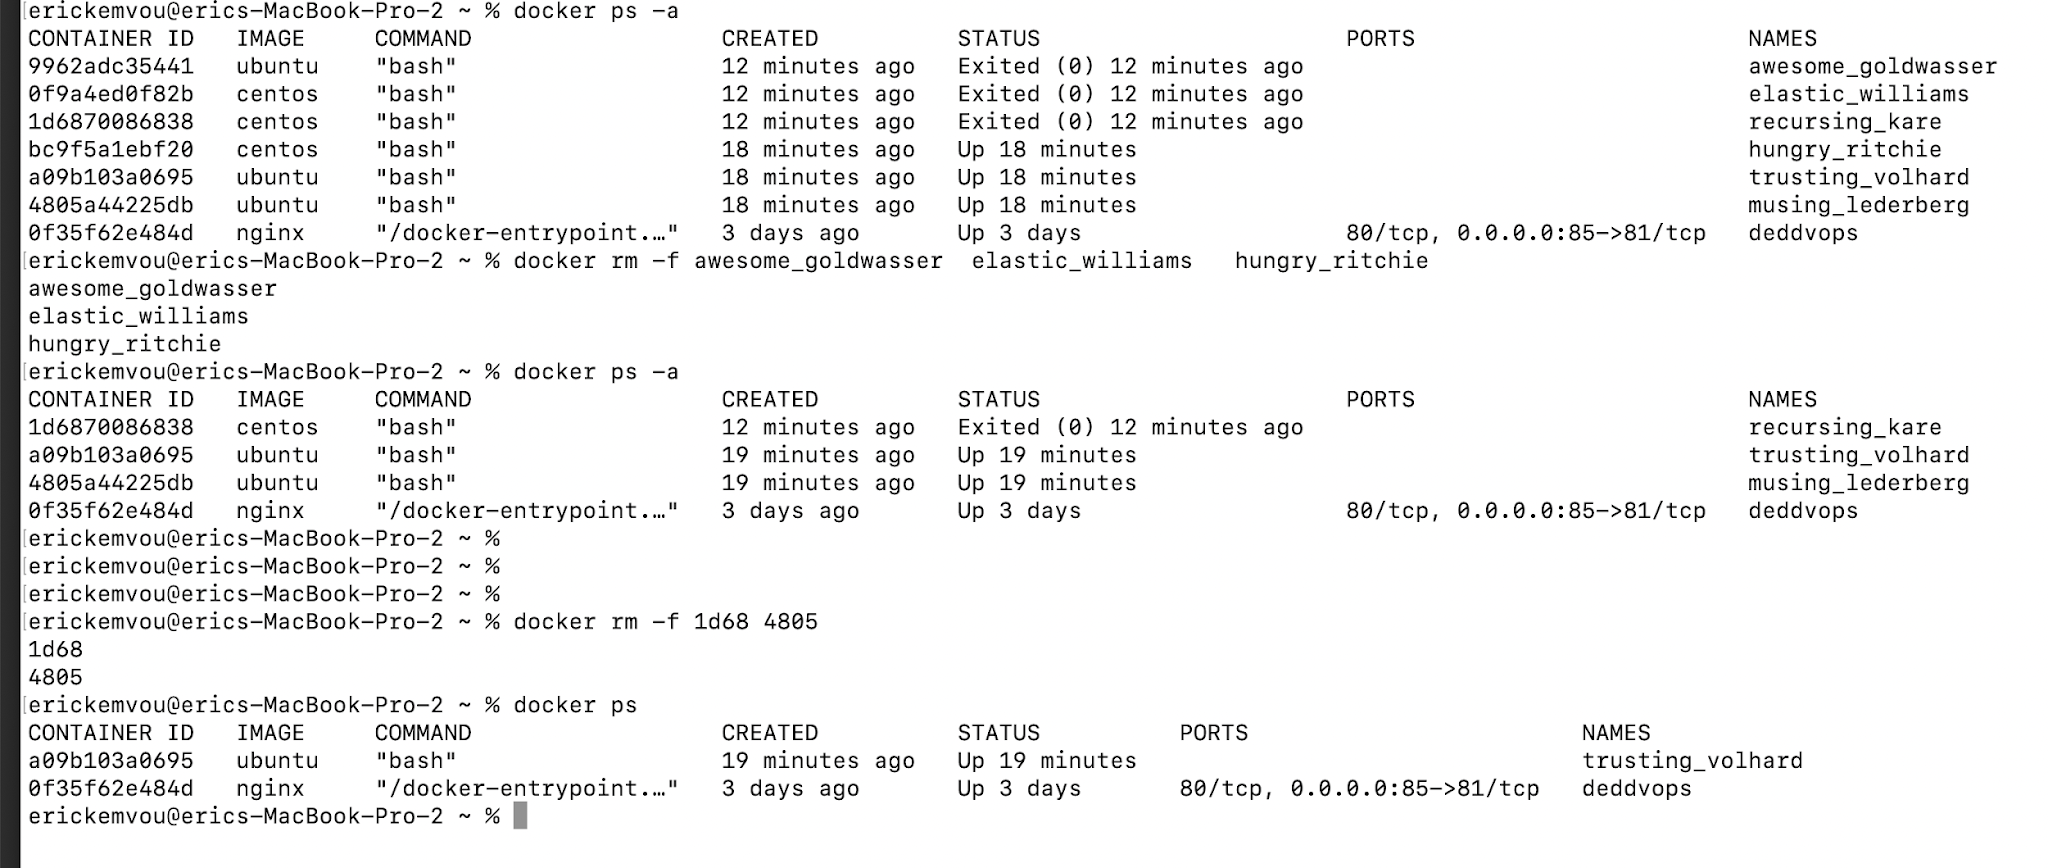 erickemvou@erics-MacBook-Pro-2 ~ % docker ps -a
CONTAINER ID   IMAGE     COMMAND                  CREATED          STATUS                      PORTS                        NAMES
9962adc35441   ubuntu    "bash"                   12 minutes ago   Exited (0) 12 minutes ago                                awesome_goldwasser
0f9a4ed0f82b   centos    "bash"                   12 minutes ago   Exited (0) 12 minutes ago                                elastic_williams
1d6870086838   centos    "bash"                   12 minutes ago   Exited (0) 12 minutes ago                                recursing_kare
bc9f5a1ebf20   centos    "bash"                   18 minutes ago   Up 18 minutes                                            hungry_ritchie
a09b103a0695   ubuntu    "bash"                   18 minutes ago   Up 18 minutes                                            trusting_volhard
4805a44225db   ubuntu    "bash"                   18 minutes ago   Up 18 minutes                                            musing_lederberg
0f35f62e484d   nginx     "/docker-entrypoint.…"   3 days ago       Up 3 days                   80/tcp, 0.0.0.0:85->81/tcp   deddvops
erickemvou@erics-MacBook-Pro-2 ~ % docker rm -f awesome_goldwasser  elastic_williams   hungry_ritchie
awesome_goldwasser
elastic_williams
hungry_ritchie
erickemvou@erics-MacBook-Pro-2 ~ % docker ps -a
CONTAINER ID   IMAGE     COMMAND                  CREATED          STATUS                      PORTS                        NAMES
1d6870086838   centos    "bash"                   12 minutes ago   Exited (0) 12 minutes ago                                recursing_kare
a09b103a0695   ubuntu    "bash"                   19 minutes ago   Up 19 minutes                                            trusting_volhard
4805a44225db   ubuntu    "bash"                   19 minutes ago   Up 19 minutes                                            musing_lederberg
0f35f62e484d   nginx     "/docker-entrypoint.…"   3 days ago       Up 3 days                   80/tcp, 0.0.0.0:85->81/tcp   deddvops
erickemvou@erics-MacBook-Pro-2 ~ %
erickemvou@erics-MacBook-Pro-2 ~ %
erickemvou@erics-MacBook-Pro-2 ~ %
erickemvou@erics-MacBook-Pro-2 ~ % docker rm -f 1d68 4805
1d68
4805
erickemvou@erics-MacBook-Pro-2 ~ % docker ps
CONTAINER ID   IMAGE     COMMAND                  CREATED          STATUS          PORTS                        NAMES
a09b103a0695   ubuntu    "bash"                   19 minutes ago   Up 19 minutes                                trusting_volhard
0f35f62e484d   nginx     "/docker-entrypoint.…"   3 days ago       Up 3 days       80/tcp, 0.0.0.0:85->81/tcp   deddvops
erickemvou@erics-MacBook-Pro-2 ~ %